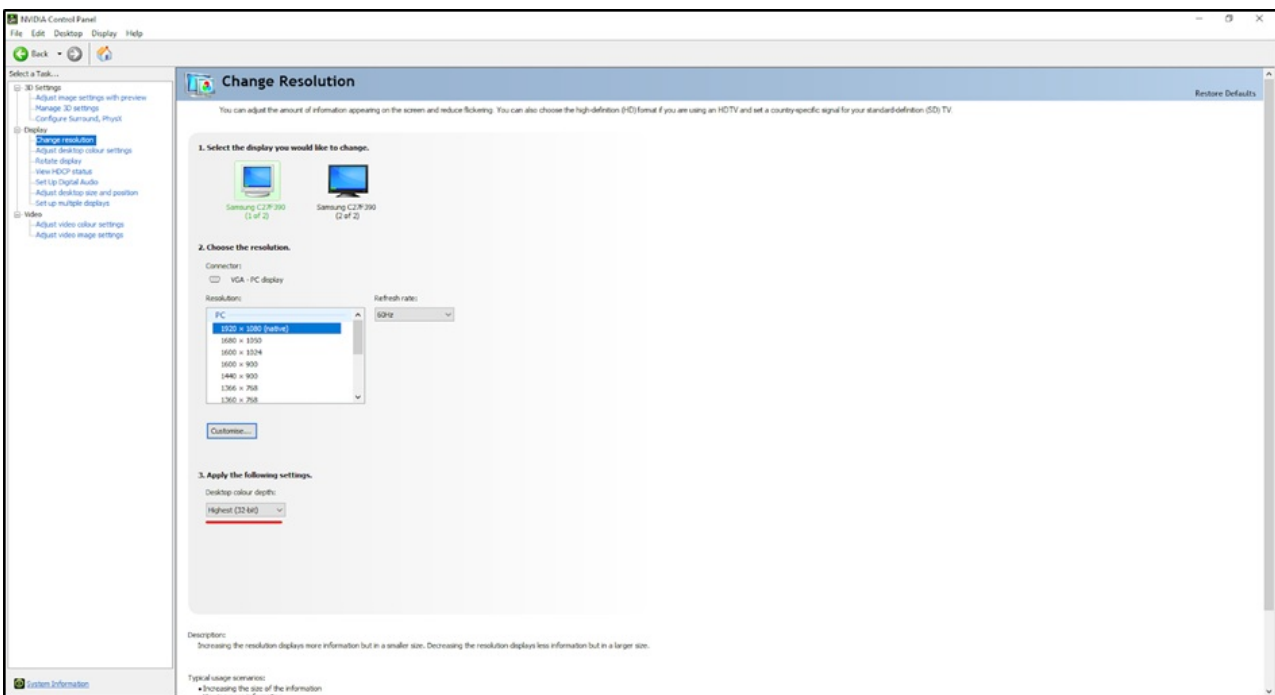 NVIDIA Control Panel
File Edit Desktop Display Help
Back
Select a Task...
3D Settings
Adjust image settings with preview
Manage 3D settings
Configure Surround, PhysX
Display
Change resolution
Adjust desktop colour settings
Rotate display
View HDCP status
Set Up Digital Audio
Adjust desktop size and position
Set up multiple displays
Video
Adjust video colour settings
Adjust video image settings
System Information
Change Resolution
Restore Defaults
You can adjust the amount of information appearing on the screen and reduce flickering. You can also choose the high-definition (HD) format if you are using an HDTV and set a country-specific signal for your standard-definition (SD) TV.
1. Select the display you would like to change.
Samsung C27F390 Samsung C27F390
(1 of 2) (2 of 2)
2. Choose the resolution.
Connector:
VGA - PC display
Resolution: Refresh rate:
PC 60Hz
1920 × 1080 (native)
1680 × 1050
1600 × 1024
1600 × 900
1440 × 900
1366 × 768
1360 × 768
Customise...
3. Apply the following settings.
Desktop colour depth:
Highest (32-bit)
Description:
Increasing the resolution displays more information but in a smaller size. Decreasing the resolution displays less information but in a larger size.
Typical usage scenarios:
• Increasing the size of the information